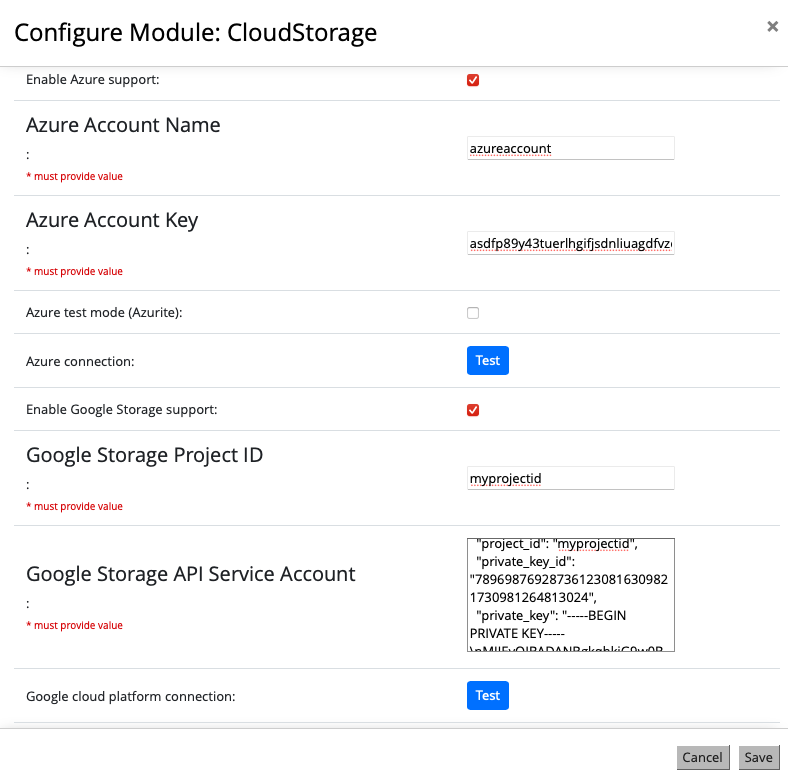 Configure Module: CloudStorage
×
Enable Azure support:
Azure Account Name
:
* must provide value
azureaccount
Azure Account Key
:
* must provide value
asdfp89y43tuerlhgifjsdnliuagdfvz
Azure test mode (Azurite):
Azure connection:
Test
Enable Google Storage support:
Google Storage Project ID
:
* must provide value
myprojectid
Google Storage API Service Account
:
* must provide value
"project_id": "myprojectid",
"private_key_id":
"78969876928736123081630982
1730981264813024",
"private_key": "-----BEGIN
PRIVATE KEY-----
Google cloud platform connection:
Test
Cancel
Save